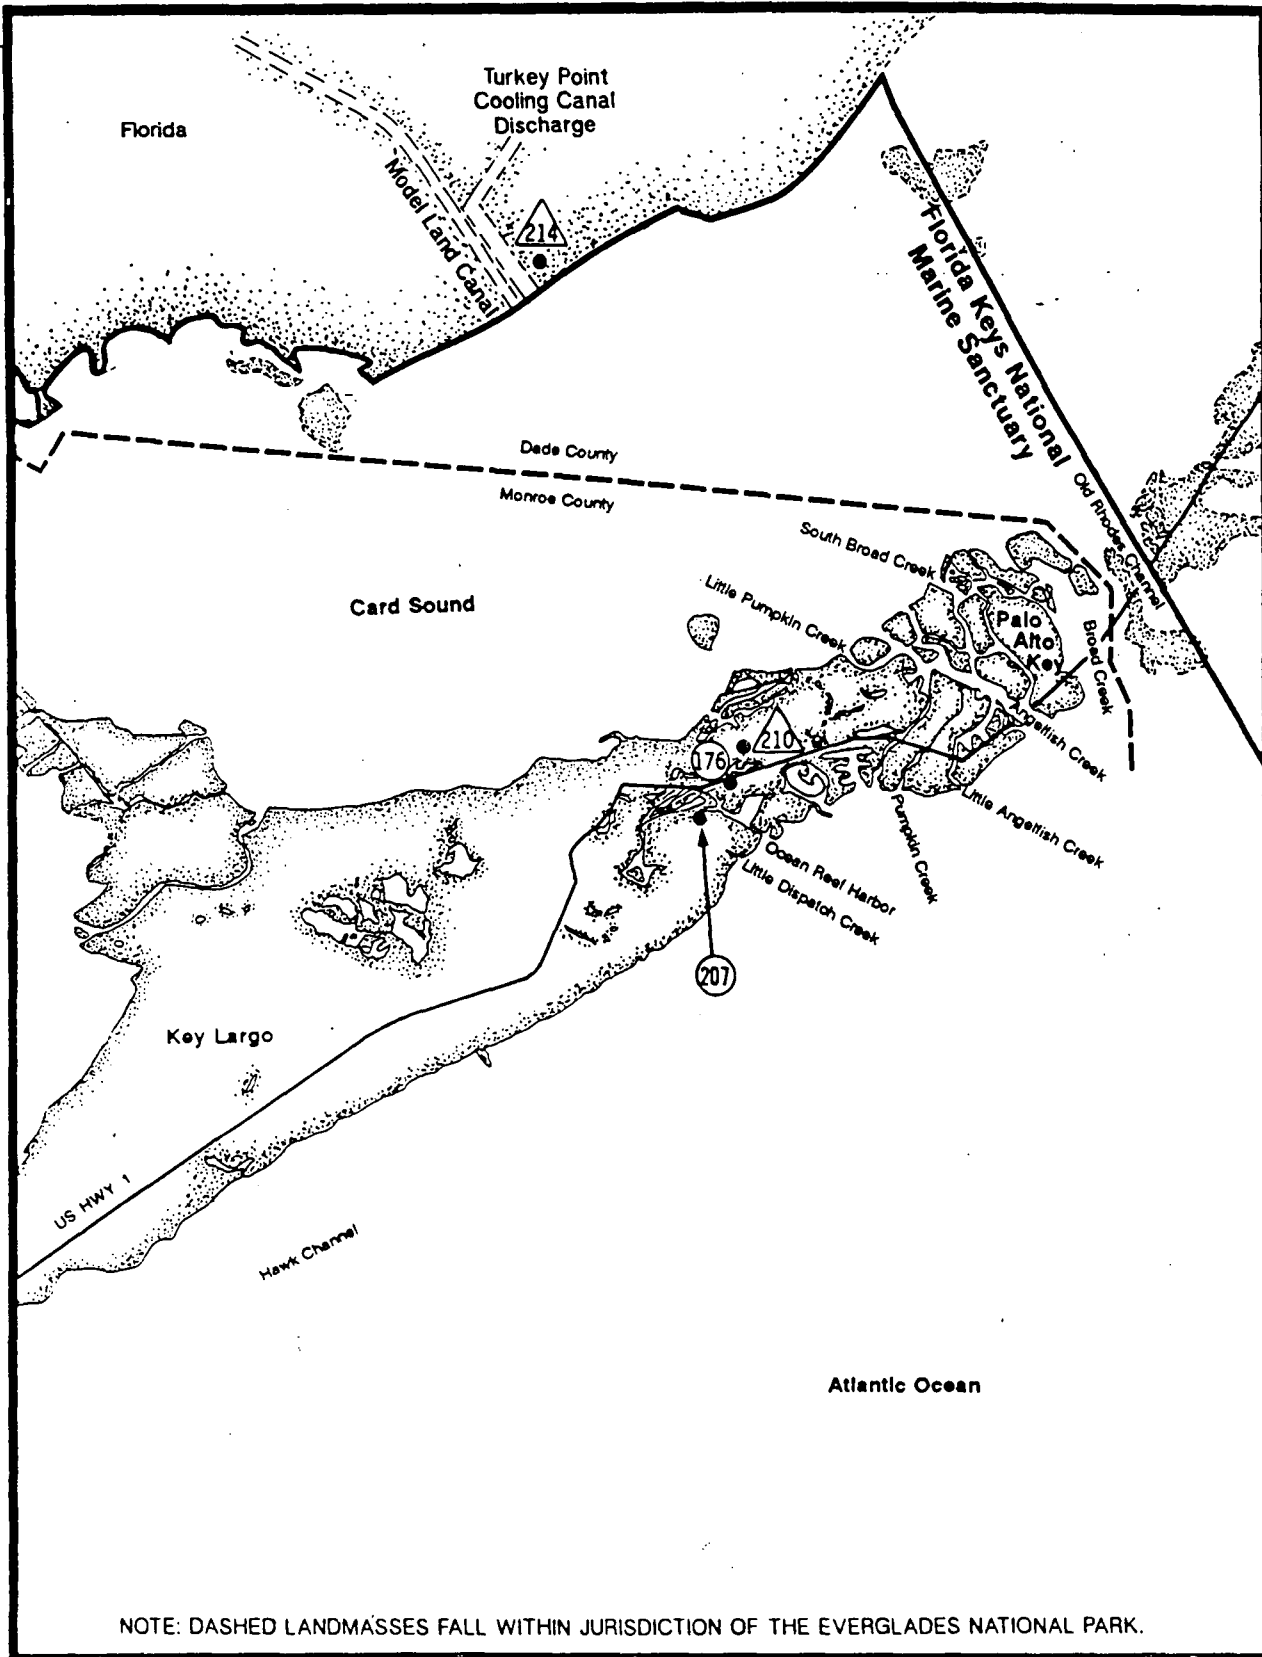 Turkey Point
Cooling Canal
Discharge
Florida
Model Land Canal
214
Florida Keys National
Marine Sanctuary
Dade County
Monroe County
Old Rhodes Channel
South Broad Creek
Little Pumpkin Creek
Card Sound
Palo
Alto
Key
Broad Creek
Angelfish Creek
210
176
Little Angelfish Creek
Pumpkin Creek
Ocean Reef Harbor
Little Dispatch Creek
207
Key Largo
US HWY 1
Hawk Channel
Atlantic Ocean
NOTE: DASHED LANDMASSES FALL WITHIN JURISDICTION OF THE EVERGLADES NATIONAL PARK.